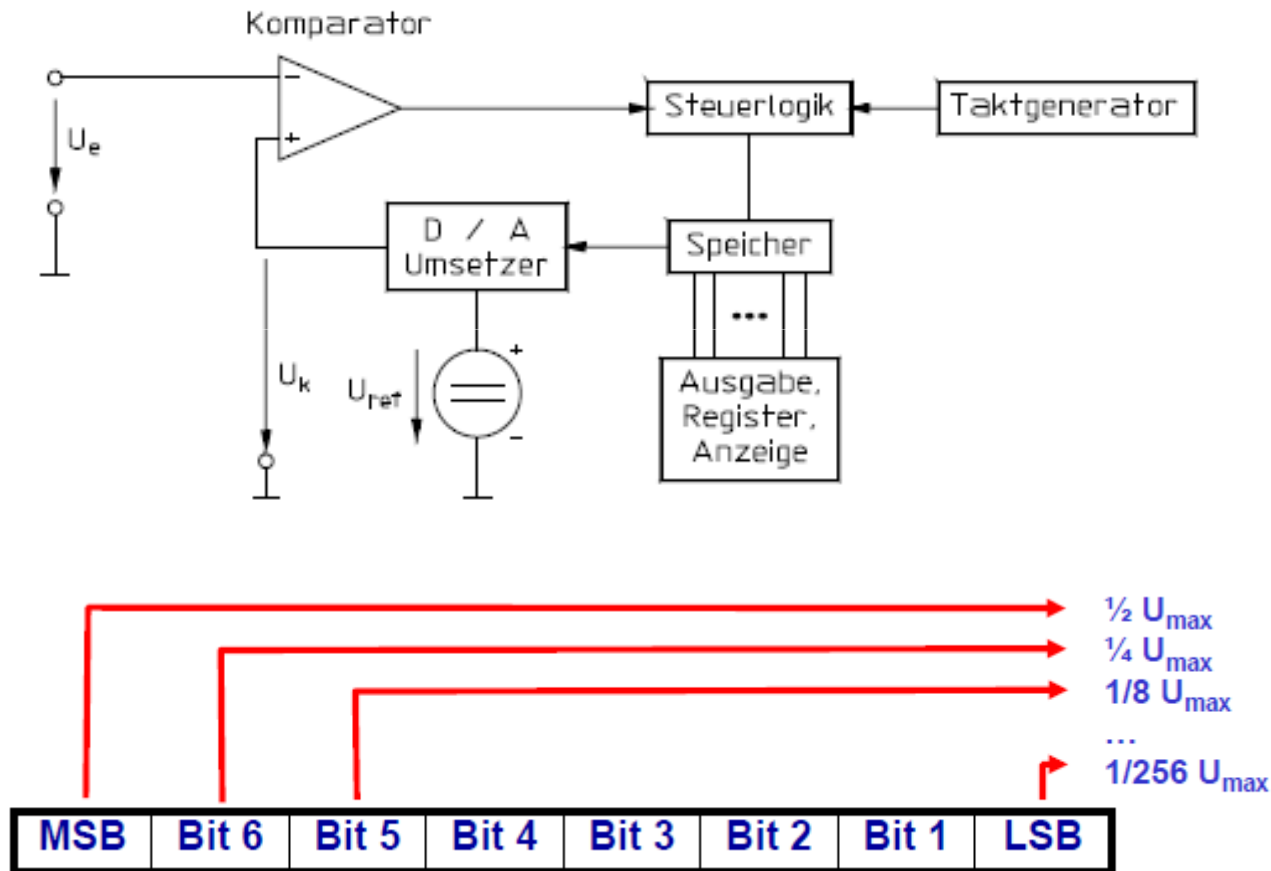 Komparator
−
+
U_e
Steuerlogik
Taktgenerator
D / A
Umsetzer
Speicher
...
U_k
U_ref
+
−
Ausgabe,
Register,
Anzeige
½ U_max
¼ U_max
1/8 U_max
...
1/256 U_max
MSB Bit 6 Bit 5 Bit 4 Bit 3 Bit 2 Bit 1 LSB